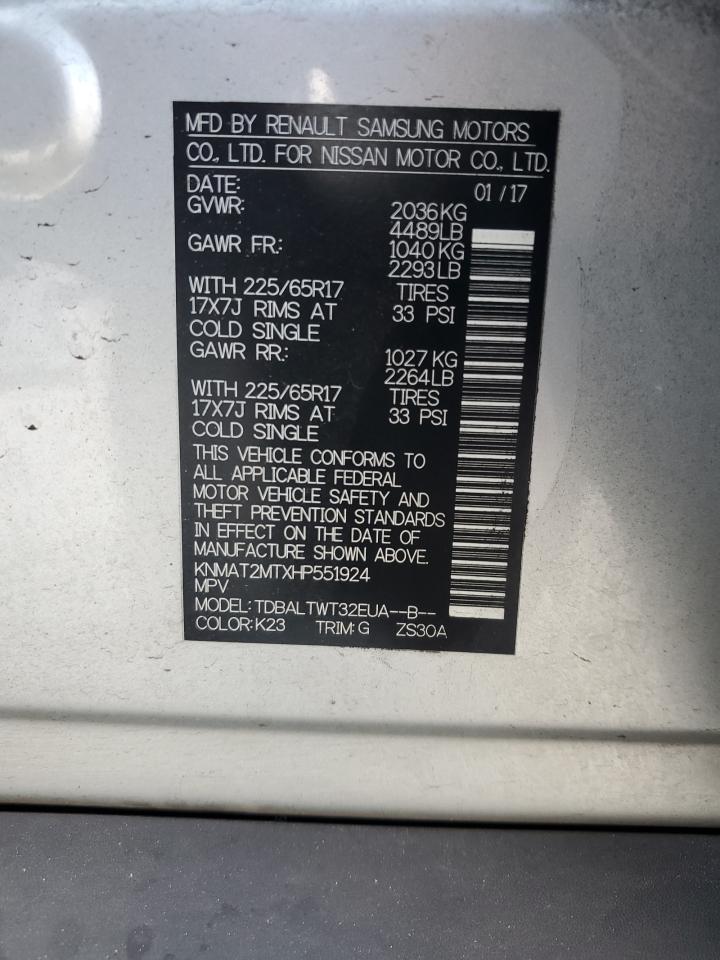 MFD BY RENAULT SAMSUNG MOTORS
CO., LTD. FOR NISSAN MOTOR CO., LTD.
DATE: 01 / 17
GVWR: 2036KG
4489LB
GAWR FR.: 1040KG
2293LB
WITH 225/65R17 TIRES
17X7J RIMS AT 33 PSI
COLD SINGLE
GAWR RR.: 1027KG
2264LB
WITH 225/65R17 TIRES
17X7J RIMS AT 33 PSI
COLD SINGLE
THIS VEHICLE CONFORMS TO
ALL APPLICABLE FEDERAL
MOTOR VEHICLE SAFETY AND
THEFT PREVENTION STANDARDS
IN EFFECT ON THE DATE OF
MANUFACTURE SHOWN ABOVE.
KNMAT2MTXHP551924
MPV
MODEL: TDBALTWT32EUA--B--
COLOR: K23 TRIM: G ZS30A